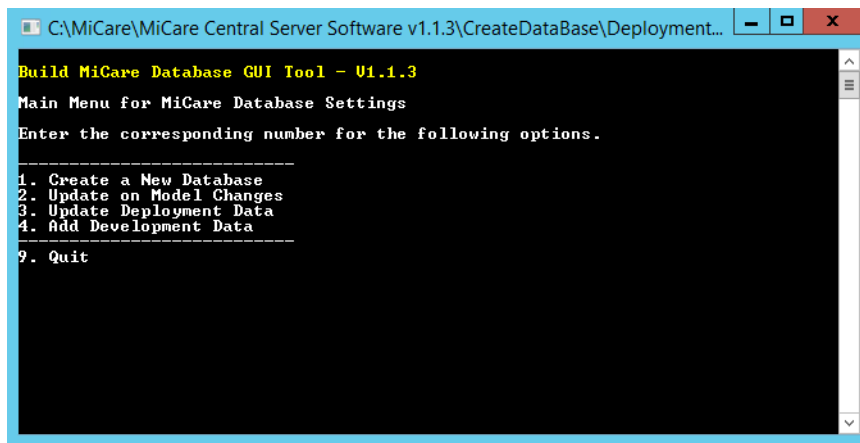 C:\MiCare\MiCare Central Server Software v1.1.3\CreateDataBase\Deployment...
Build MiCare Database GUI Tool - V1.1.3
Main Menu for MiCare Database Settings
Enter the corresponding number for the following options.
----------------------------
1. Create a New Database
2. Update on Model Changes
3. Update Deployment Data
4. Add Development Data
----------------------------
9. Quit